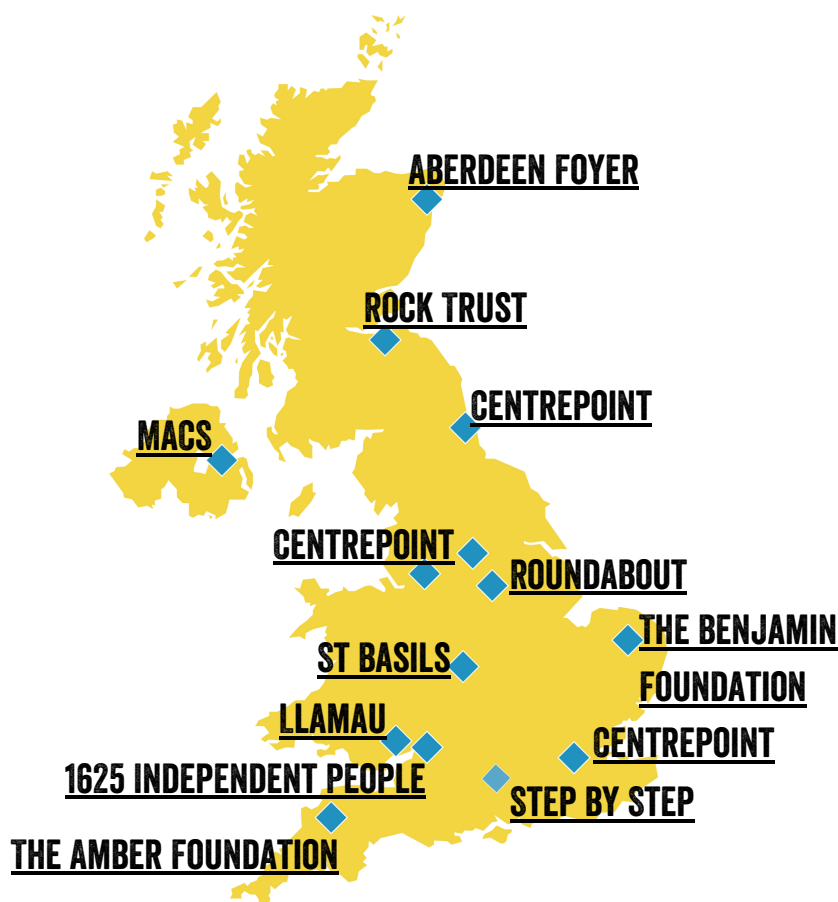 ABERDEEN FOYER
ROCK TRUST
CENTREPOINT
MACS
CENTREPOINT
ROUNDABOUT
THE BENJAMIN
FOUNDATION
ST BASILS
LLAMAU
CENTREPOINT
1625 INDEPENDENT PEOPLE
STEP BY STEP
THE AMBER FOUNDATION